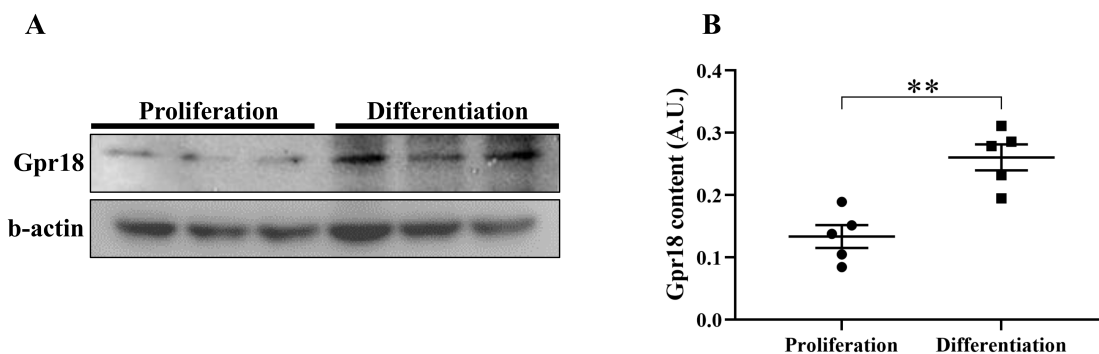 A
Proliferation Differentiation
Gpr18
b-actin
B
Gpr18 content (A.U.)
0.4
0.3
0.2
0.1
0.0
**
Proliferation Differentiation